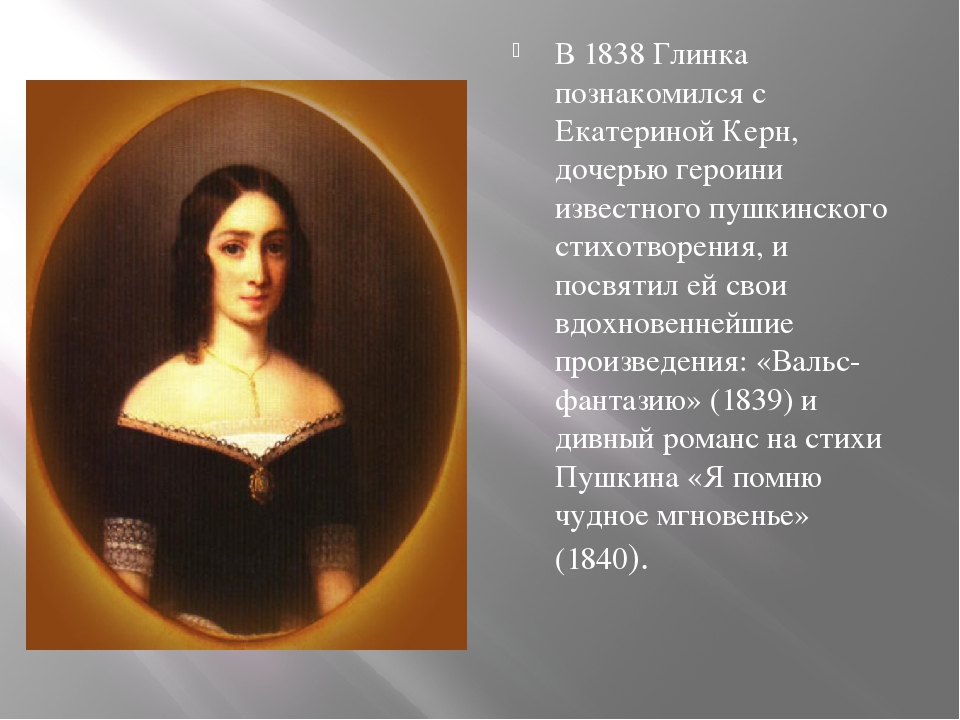 В 1838 Глинка
познакомился с
Екатериной Керн,
дочерью героини
известного пушкинского
стихотворения, и
посвятил ей свои
вдохновеннейшие
произведения: «Вальс-
фантазию» (1839) и
дивный романс на стихи
Пушкина «Я помню
чудное мгновенье»
(1840).